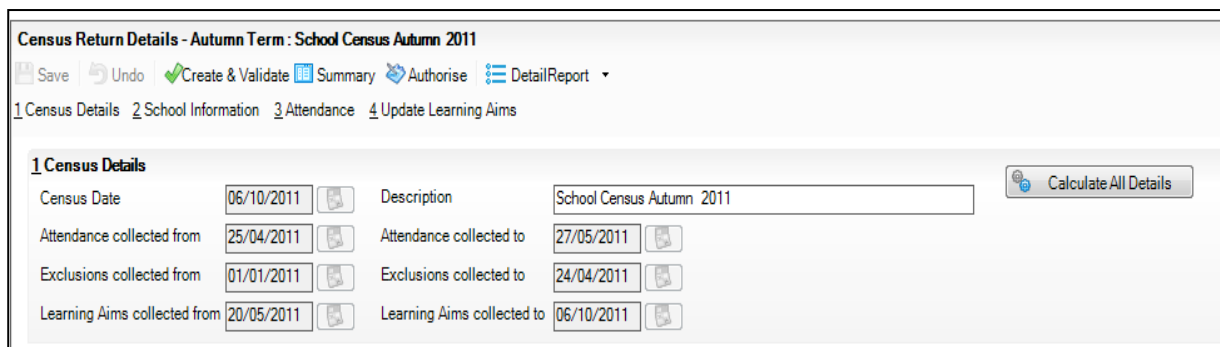 Census Return Details - Autumn Term : School Census Autumn 2011
Save Undo Create & Validate Summary Authorise DetailReport
1 Census Details 2 School Information 3 Attendance 4 Update Learning Aims
1 Census Details
Calculate All Details
Census Date 06/10/2011 Description School Census Autumn 2011
Attendance collected from 25/04/2011 Attendance collected to 27/05/2011
Exclusions collected from 01/01/2011 Exclusions collected to 24/04/2011
Learning Aims collected from 20/05/2011 Learning Aims collected to 06/10/2011